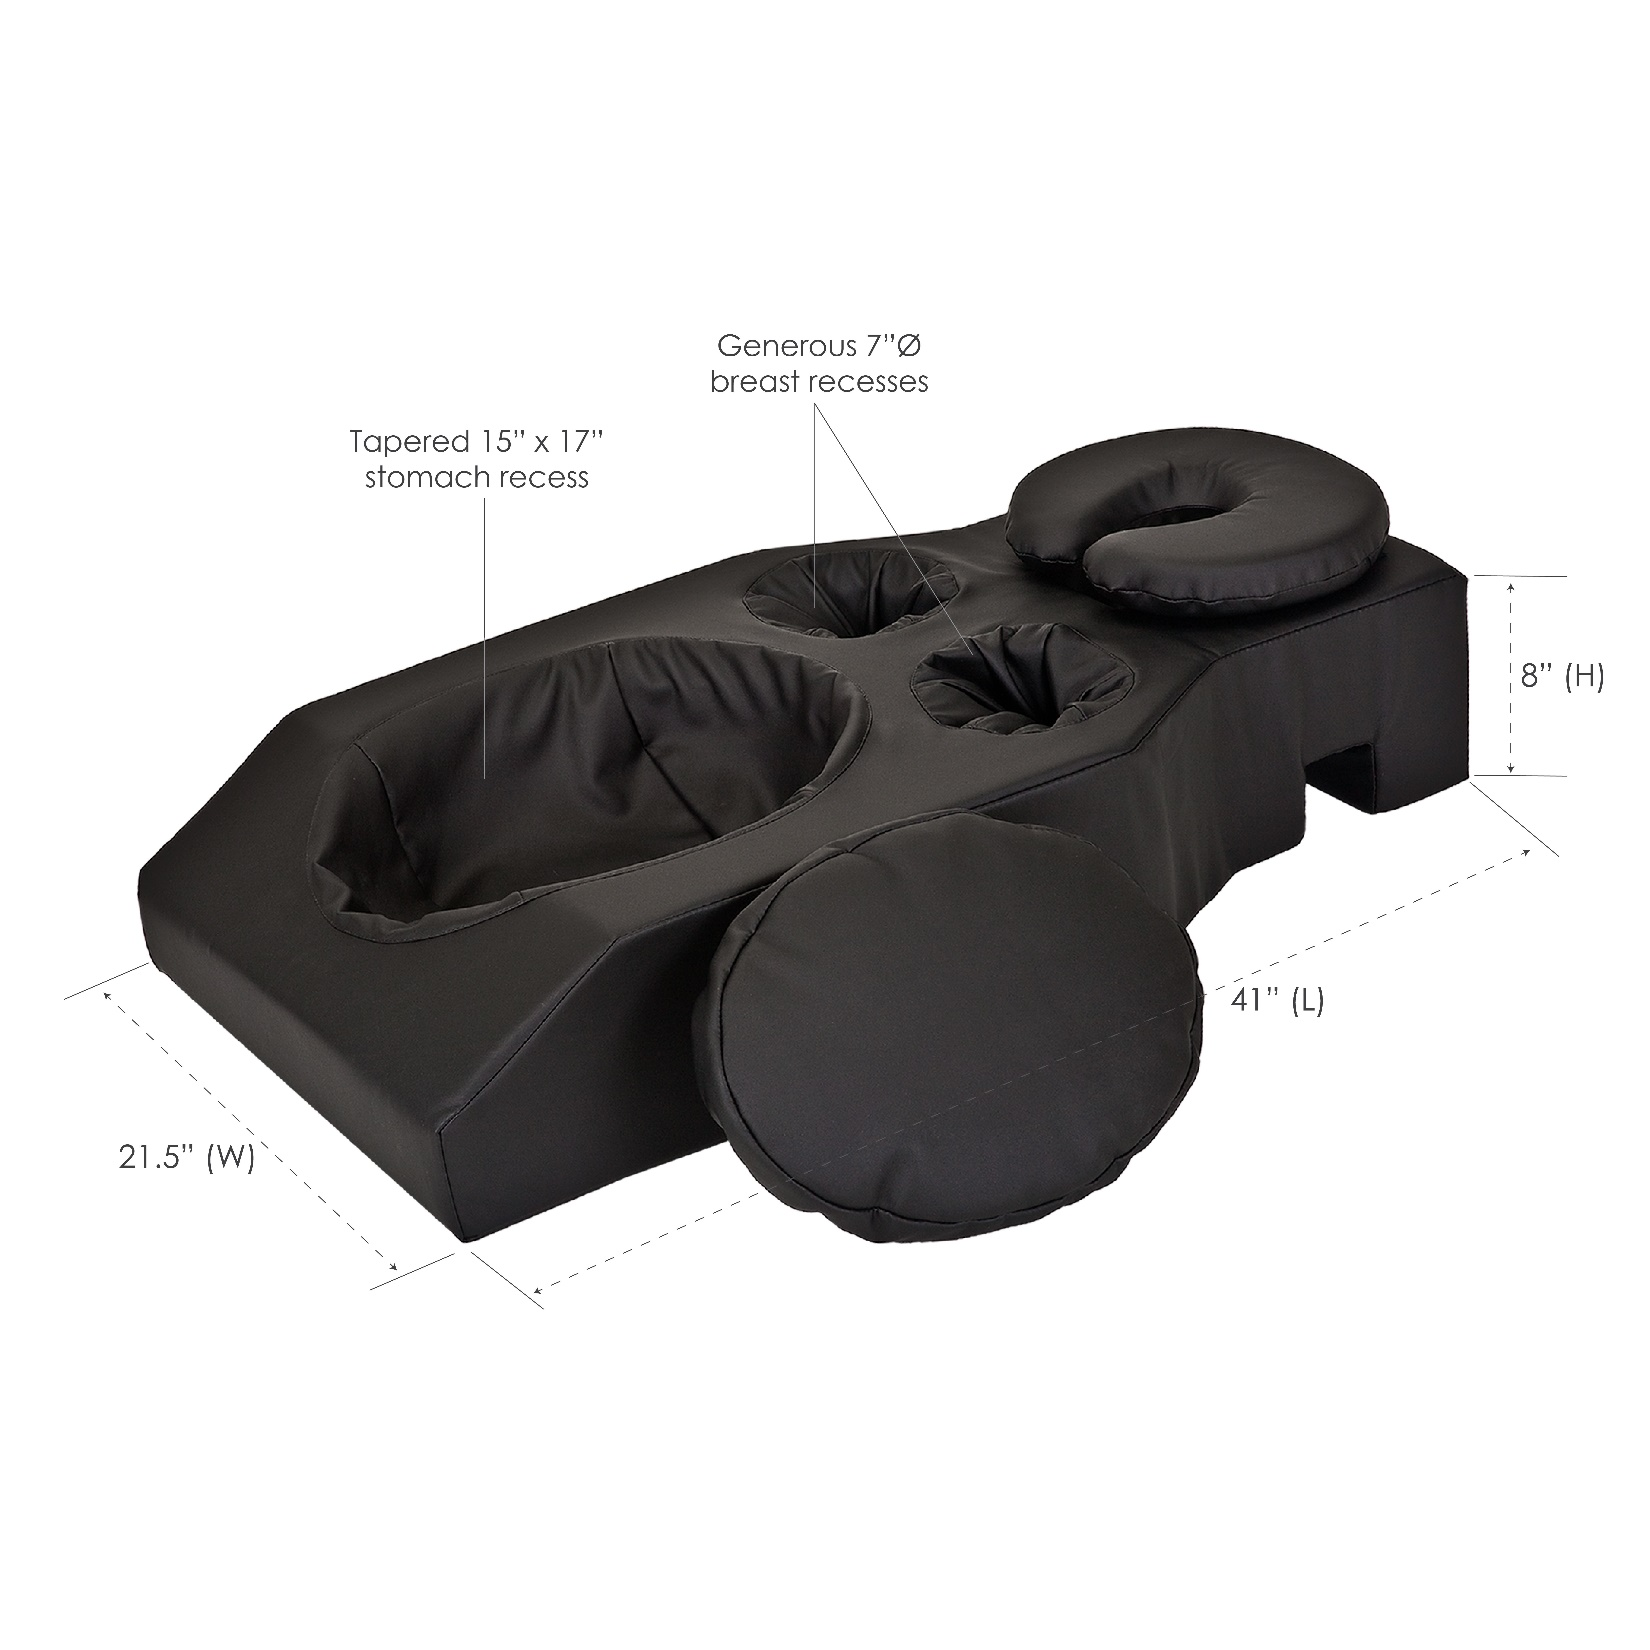 Generous 7”Ø
breast recesses
Tapered 15” x 17”
stomach recess
8” (H)
41” (L)
21.5” (W)